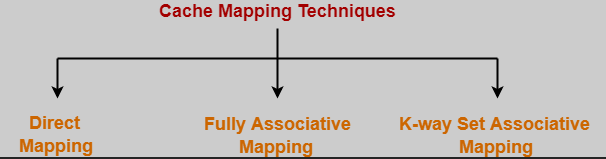 Cache Mapping Techniques
Direct
Mapping
Fully Associative
Mapping
K-way Set Associative
Mapping